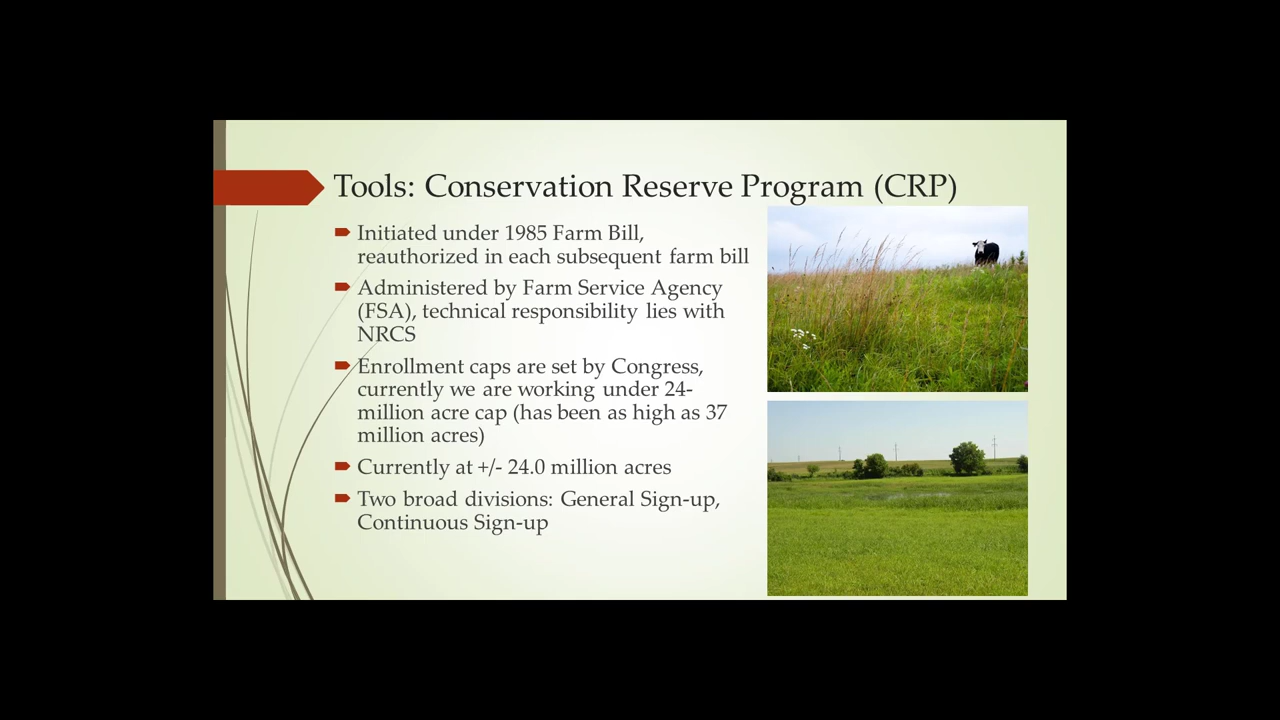 Tools: Conservation Reserve Program (CRP)
Initiated under 1985 Farm Bill,
reauthorized in each subsequent farm bill
Administered by Farm Service Agency
(FSA), technical responsibility lies with
NRCS
Enrollment caps are set by Congress,
currently we are working under 24-
million acre cap (has been as high as 37
million acres)
Currently at +/- 24.0 million acres
Two broad divisions: General Sign-up,
Continuous Sign-up